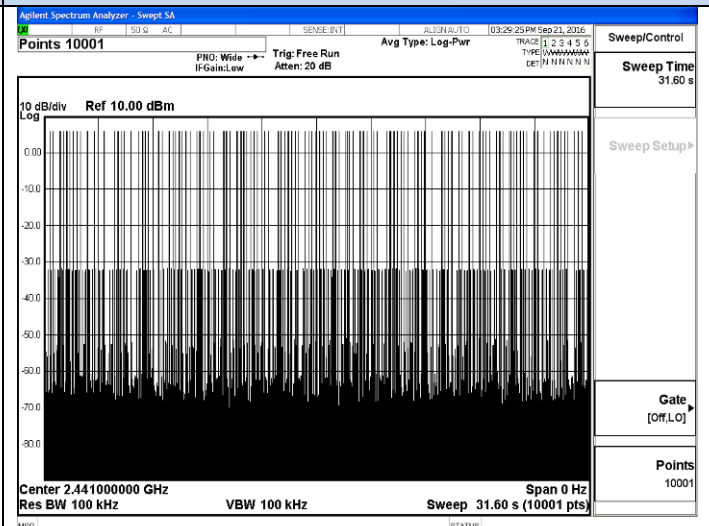 Agilent Spectrum Analyzer - Swept SA
RF 50 Ω AC SENSE:INT ALIGN AUTO 03:29:25 PM Sep 21, 2016
Points 10001
PNO: Wide
IFGain:Low
Trig: Free Run
Atten: 20 dB
Avg Type: Log-Pwr
TRACE 1 2 3 4 5 6
TYPE
DET N N N N N N
Sweep/Control
Sweep Time
31.60 s
Sweep Setup
Gate
[Off,LO]
Points
10001
10 dB/div Ref 10.00 dBm
Log
0.00
-10.0
-20.0
-30.0
-40.0
-50.0
-60.0
-70.0
-80.0
Center 2.441000000 GHz Span 0 Hz
Res BW 100 kHz VBW 100 kHz Sweep 31.60 s (10001 pts)
MSG STATUS